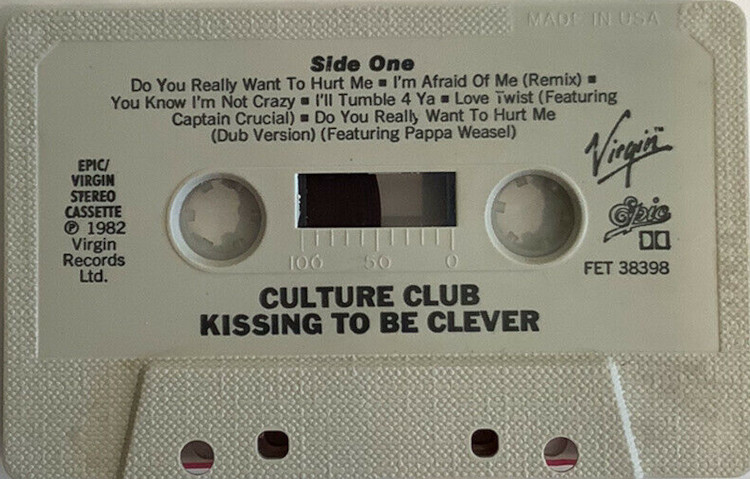 MADE IN USA
Side One
Do You Really Want To Hurt Me ▪ I'm Afraid Of Me (Remix) ▪
You Know I'm Not Crazy ▪ I'll Tumble 4 Ya ▪ Love Twist (Featuring
Captain Crucial) ▪ Do You Really Want To Hurt Me
(Dub Version) (Featuring Pappa Weasel)
EPIC/
VIRGIN
STEREO
CASSETTE
℗ 1982
Virgin
Records
Ltd.
Virgin™
Epic
FET 38398
100 50 0
CULTURE CLUB
KISSING TO BE CLEVER